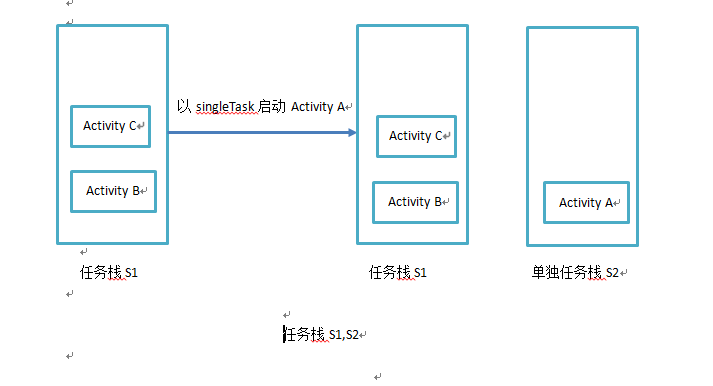 以 singleTask 启动 Activity A
Activity C
Activity B
Activity C
Activity B
Activity A
任务栈 S1
任务栈 S1
单独任务栈 S2
任务栈 S1,S2